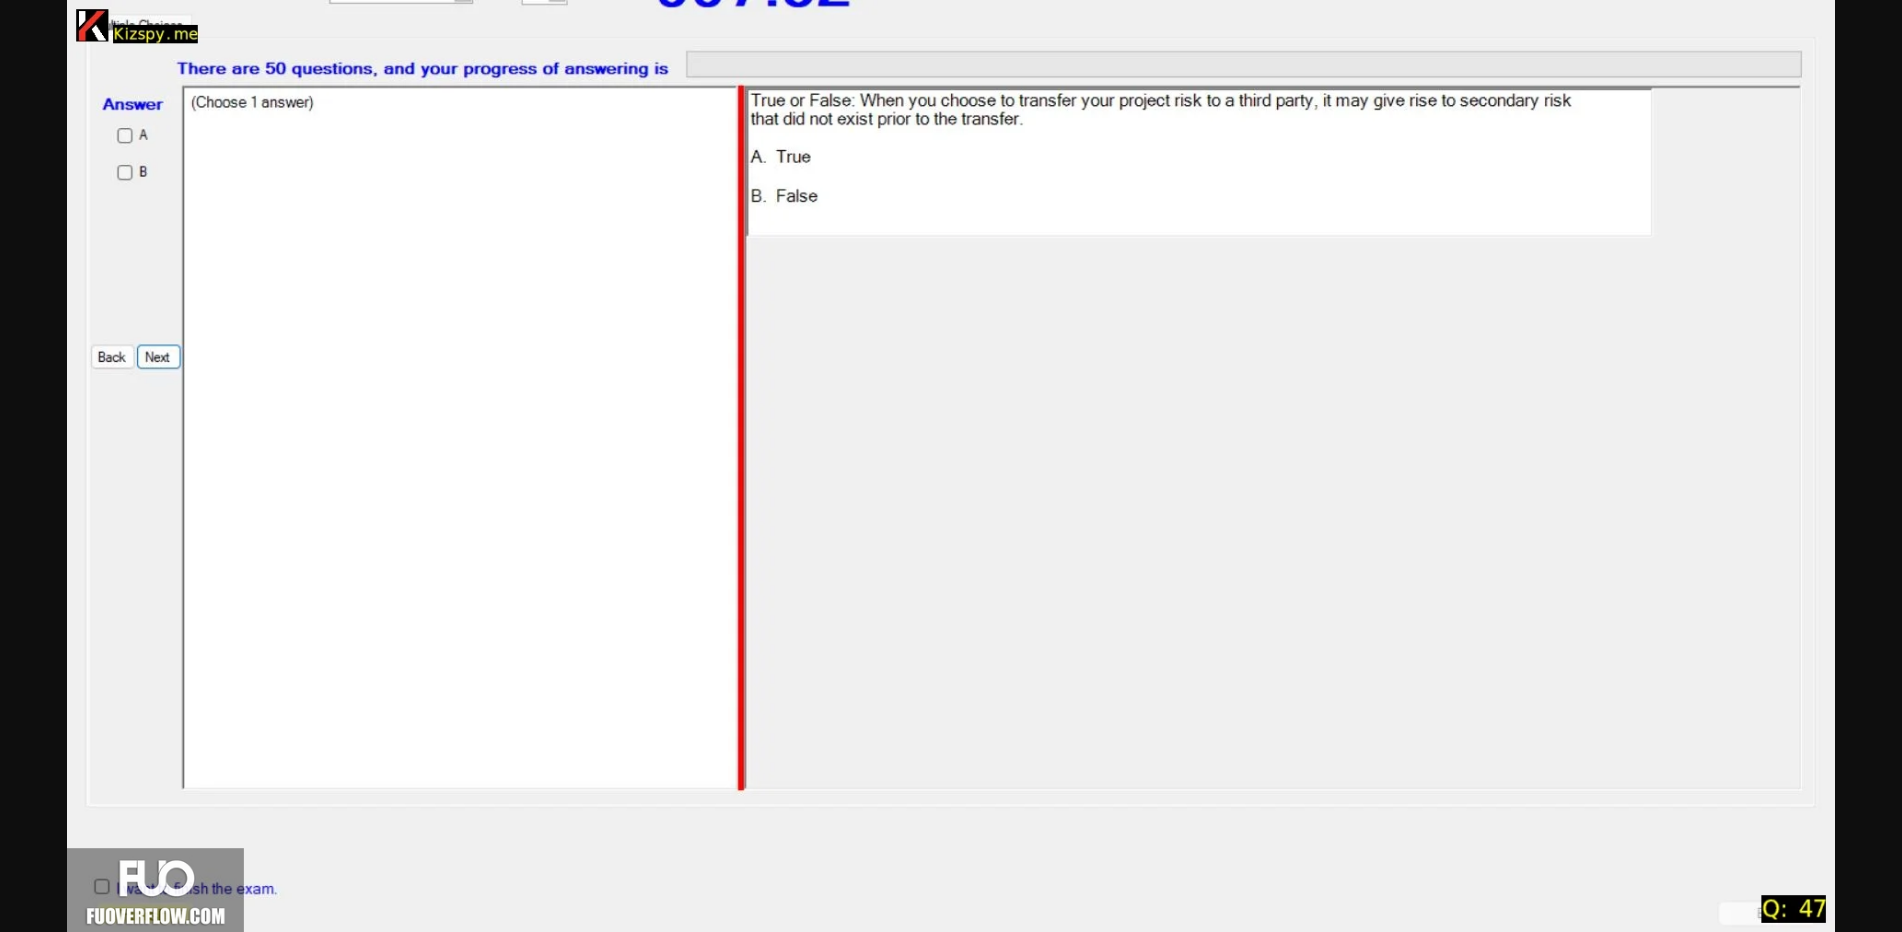 Kizspy.me
There are 50 questions, and your progress of answering is
Answer
(Choose 1 answer)
A
B
Back
Next
True or False: When you choose to transfer your project risk to a third party, it may give rise to secondary risk
that did not exist prior to the transfer.
A. True
B. False
FUO
finish the exam.
FUOVERFLOW.COM
Q: 47